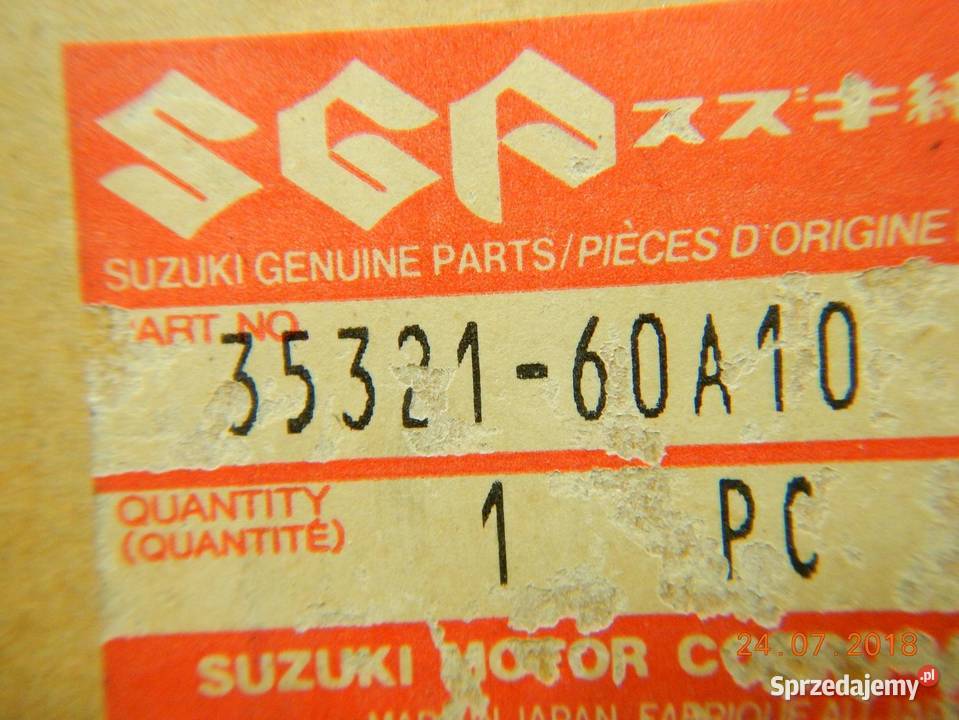 SGP スズキ純
SUZUKI GENUINE PARTS/PIÈCES D'ORIGINE
PART NO.
35321-60A10
QUANTITY 1 PC
(QUANTITÉ)
SUZUKI MOTOR
24.07.2018
Sprzedajemy.pl